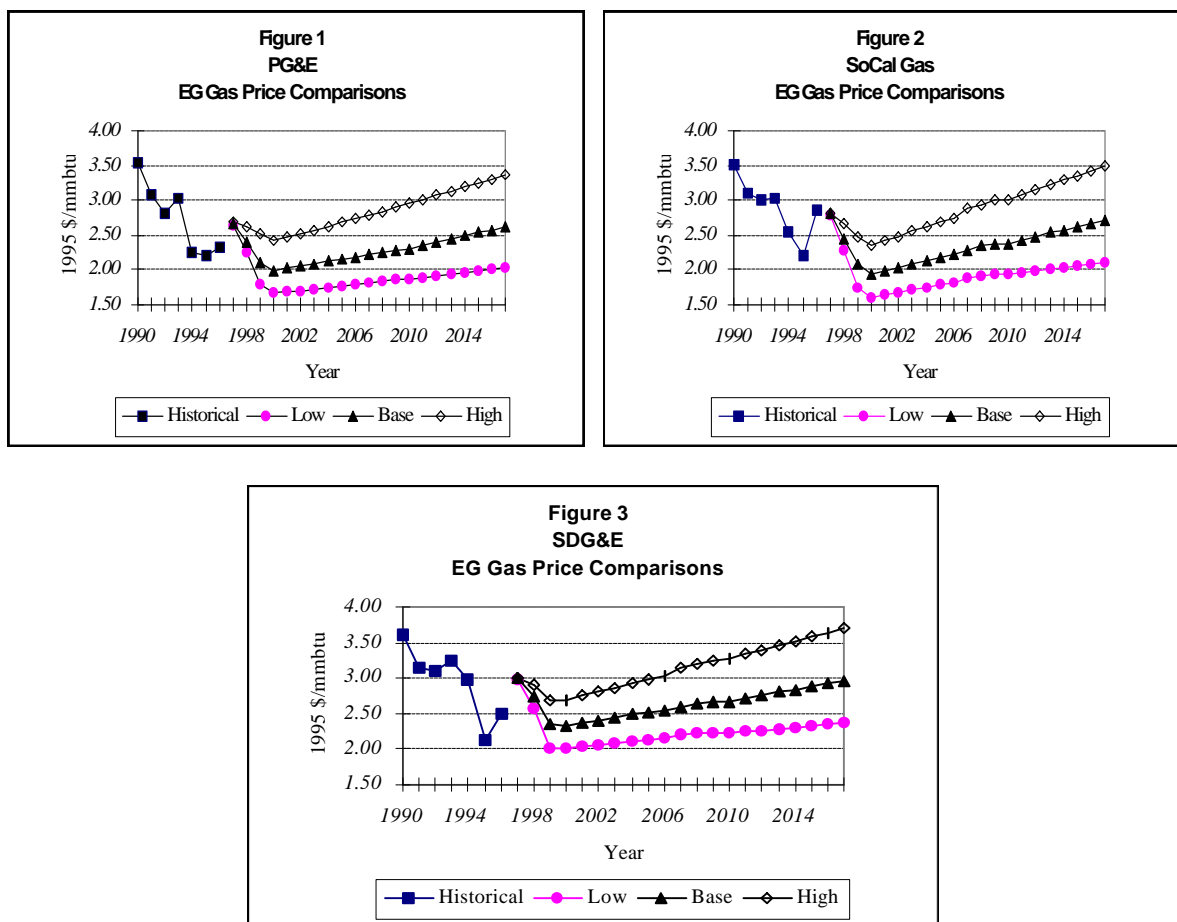 Figure 1
PG&E
EG Gas Price Comparisons
4.00
3.50
3.00
2.50
2.00
1.50
1995 $/mmbtu
1990 1994 1998 2002 2006 2010 2014
Year
Historical Low Base High
Figure 2
SoCal Gas
EG Gas Price Comparisons
4.00
3.50
3.00
2.50
2.00
1.50
1995 $/mmbtu
1990 1994 1998 2002 2006 2010 2014
Year
Historical Low Base High
Figure 3
SDG&E
EG Gas Price Comparisons
4.00
3.50
3.00
2.50
2.00
1.50
1995 $/mmbtu
1990 1994 1998 2002 2006 2010 2014
Year
Historical Low Base High